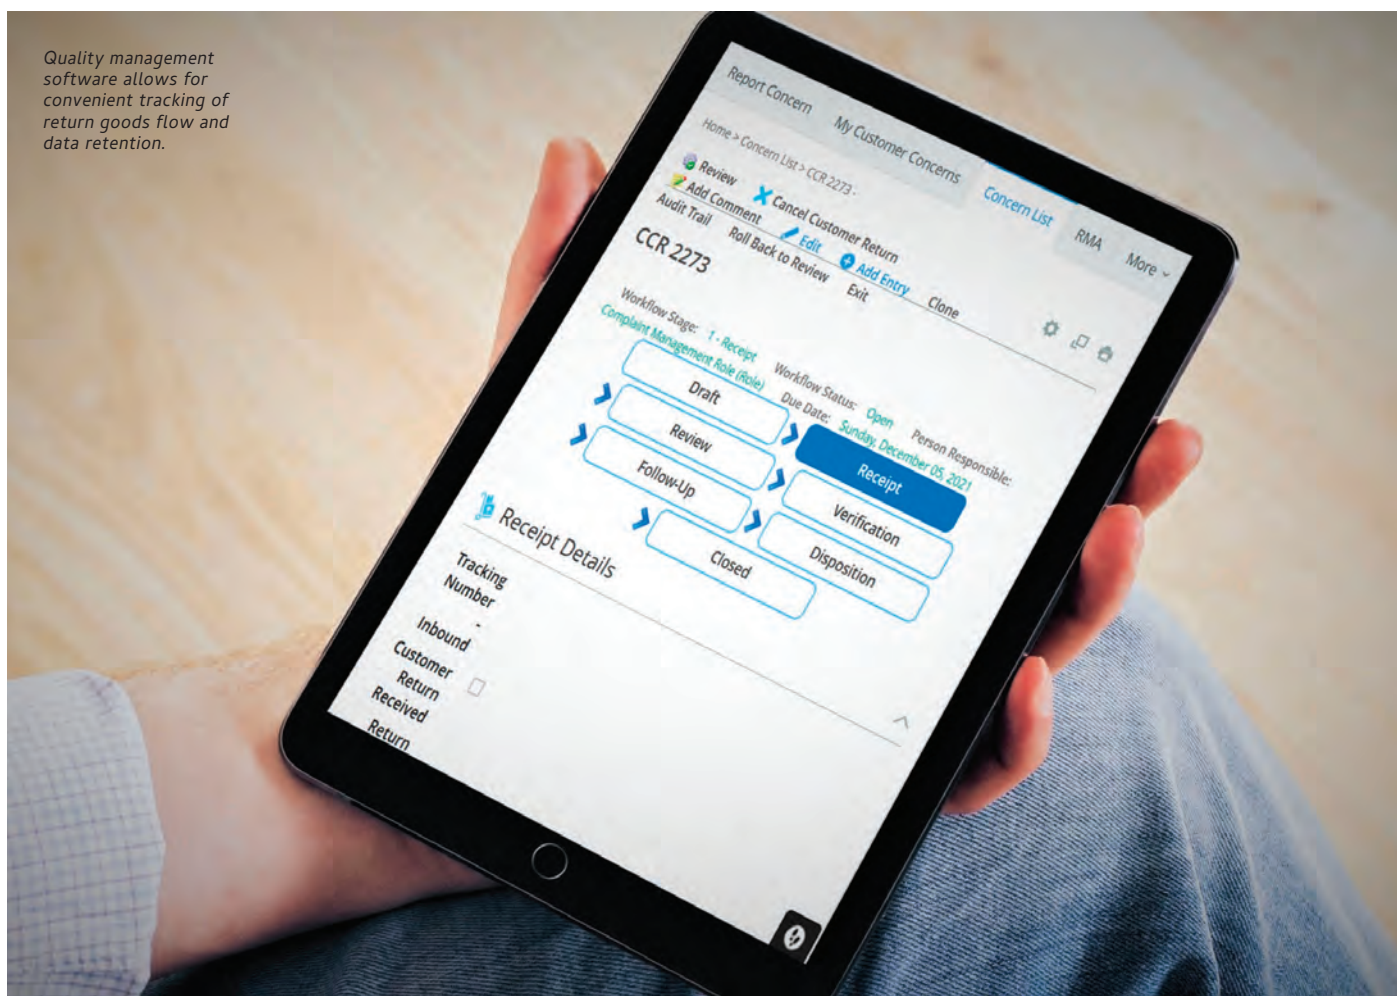 Quality management
software allows for
convenient tracking of
return goods flow and
data retention.
Report Concern My Customer Concerns Concern List RMA More
Home > Concern List > CCR 2273 -
Review Cancel Customer Return
Add Comment Edit Add Entry Clone
Audit Trail Roll Back to Review Exit
CCR 2273
Workflow Stage: 1 - Receipt Workflow Status: Open Person Responsible:
Complaint Management Role (Role) Due Date: Sunday, December 05, 2021
Draft Receipt
Review Verification
Follow-Up Disposition
Closed
Receipt Details
Tracking
Number
-
Inbound
Customer
Return
Received
Return